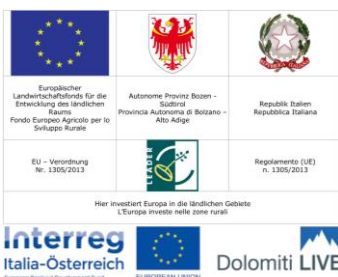 Europäischer
Landwirtschaftsfonds für die
Entwicklung des ländlichen
Raums
Fondo Europeo Agricolo per lo
Sviluppo Rurale
Autonome Provinz Bozen -
Südtirol
Provincia Autonoma di Bolzano –
Alto Adige
Republik Italien
Repubblica Italiana
EU – Verordnung
Nr. 1305/2013
LEADER
Regolamento (UE)
n. 1305/2013
Hier investiert Europa in die ländlichen Gebiete
L'Europa investe nelle zone rurali
Interreg
Italia-Österreich
EUROPEAN UNION
Dolomiti LIVE